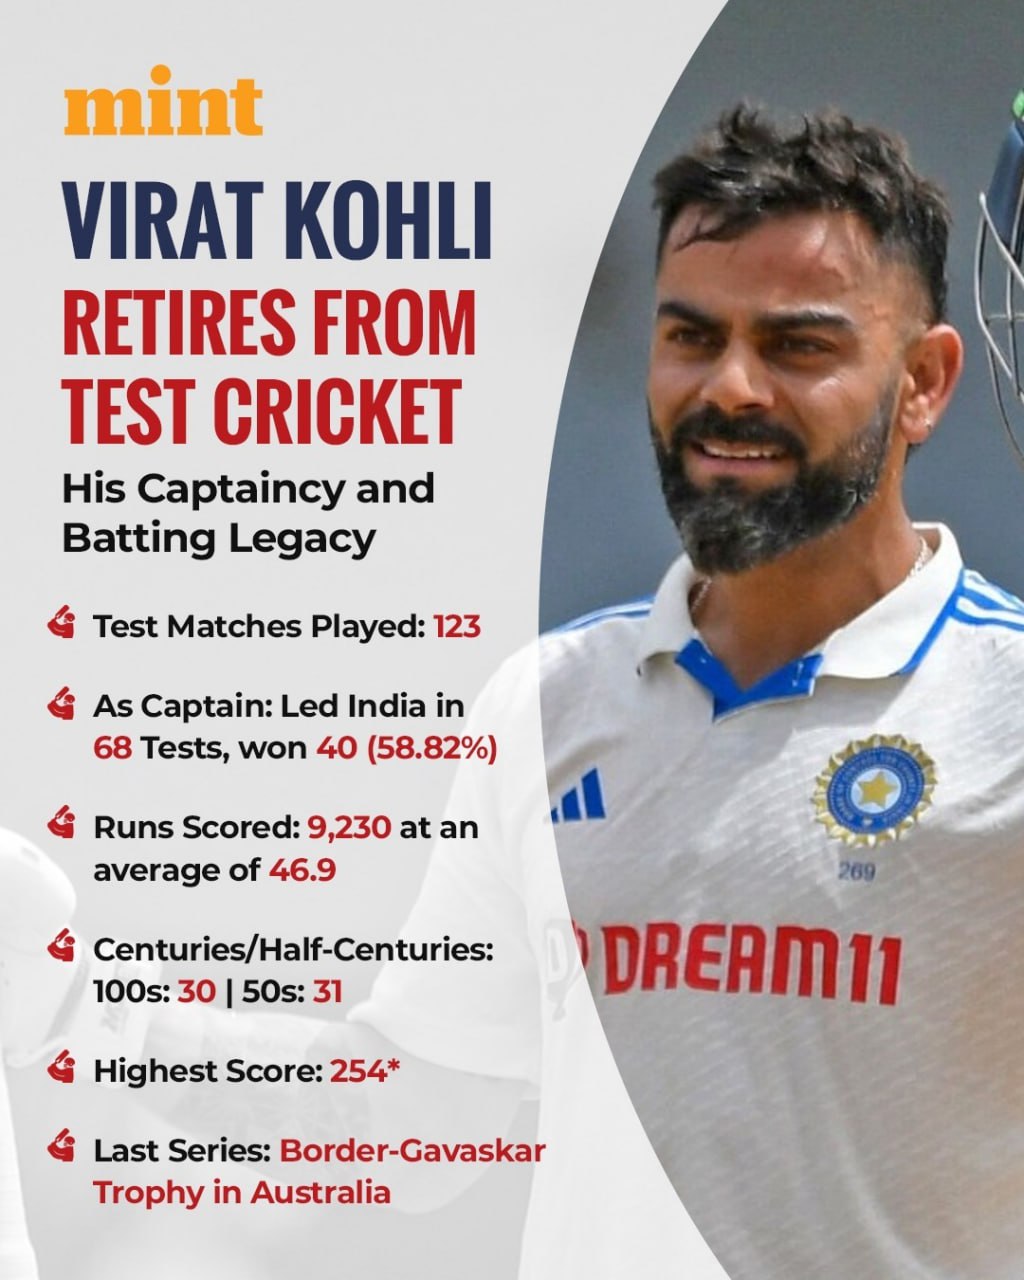 mint
VIRAT KOHLI
RETIRES FROM
TEST CRICKET
His Captaincy and
Batting Legacy
Test Matches Played: 123
As Captain: Led India in
68 Tests, won 40 (58.82%)
Runs Scored: 9,230 at an
average of 46.9
Centuries/Half-Centuries:
100s: 30 | 50s: 31
Highest Score: 254*
Last Series: Border-Gavaskar
Trophy in Australia
269
DREAM11